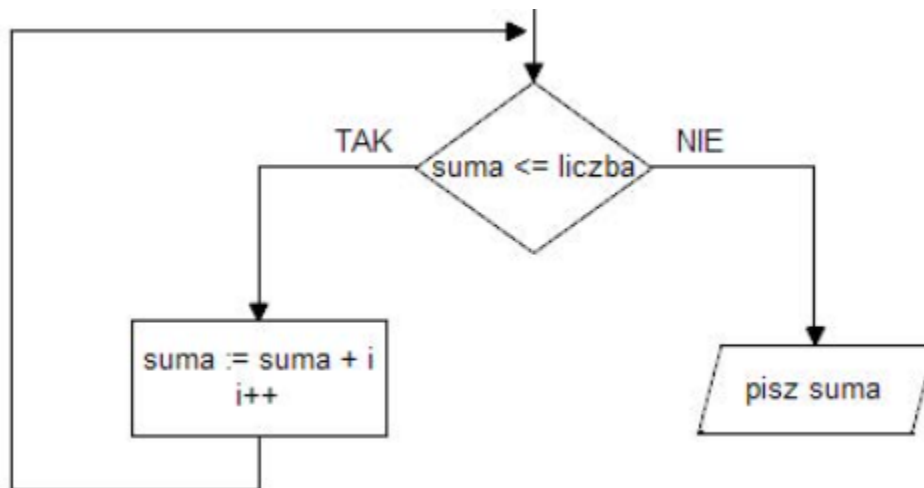 TAK
NIE
suma <= liczba
suma := suma + i
i++
pisz suma